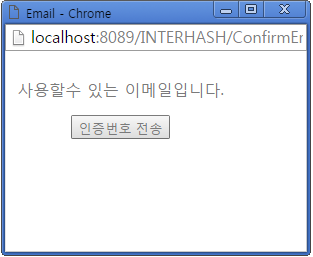 Email - Chrome
localhost:8089/INTERHASH/ConfirmEr
사용할수 있는 이메일입니다.
인증번호 전송